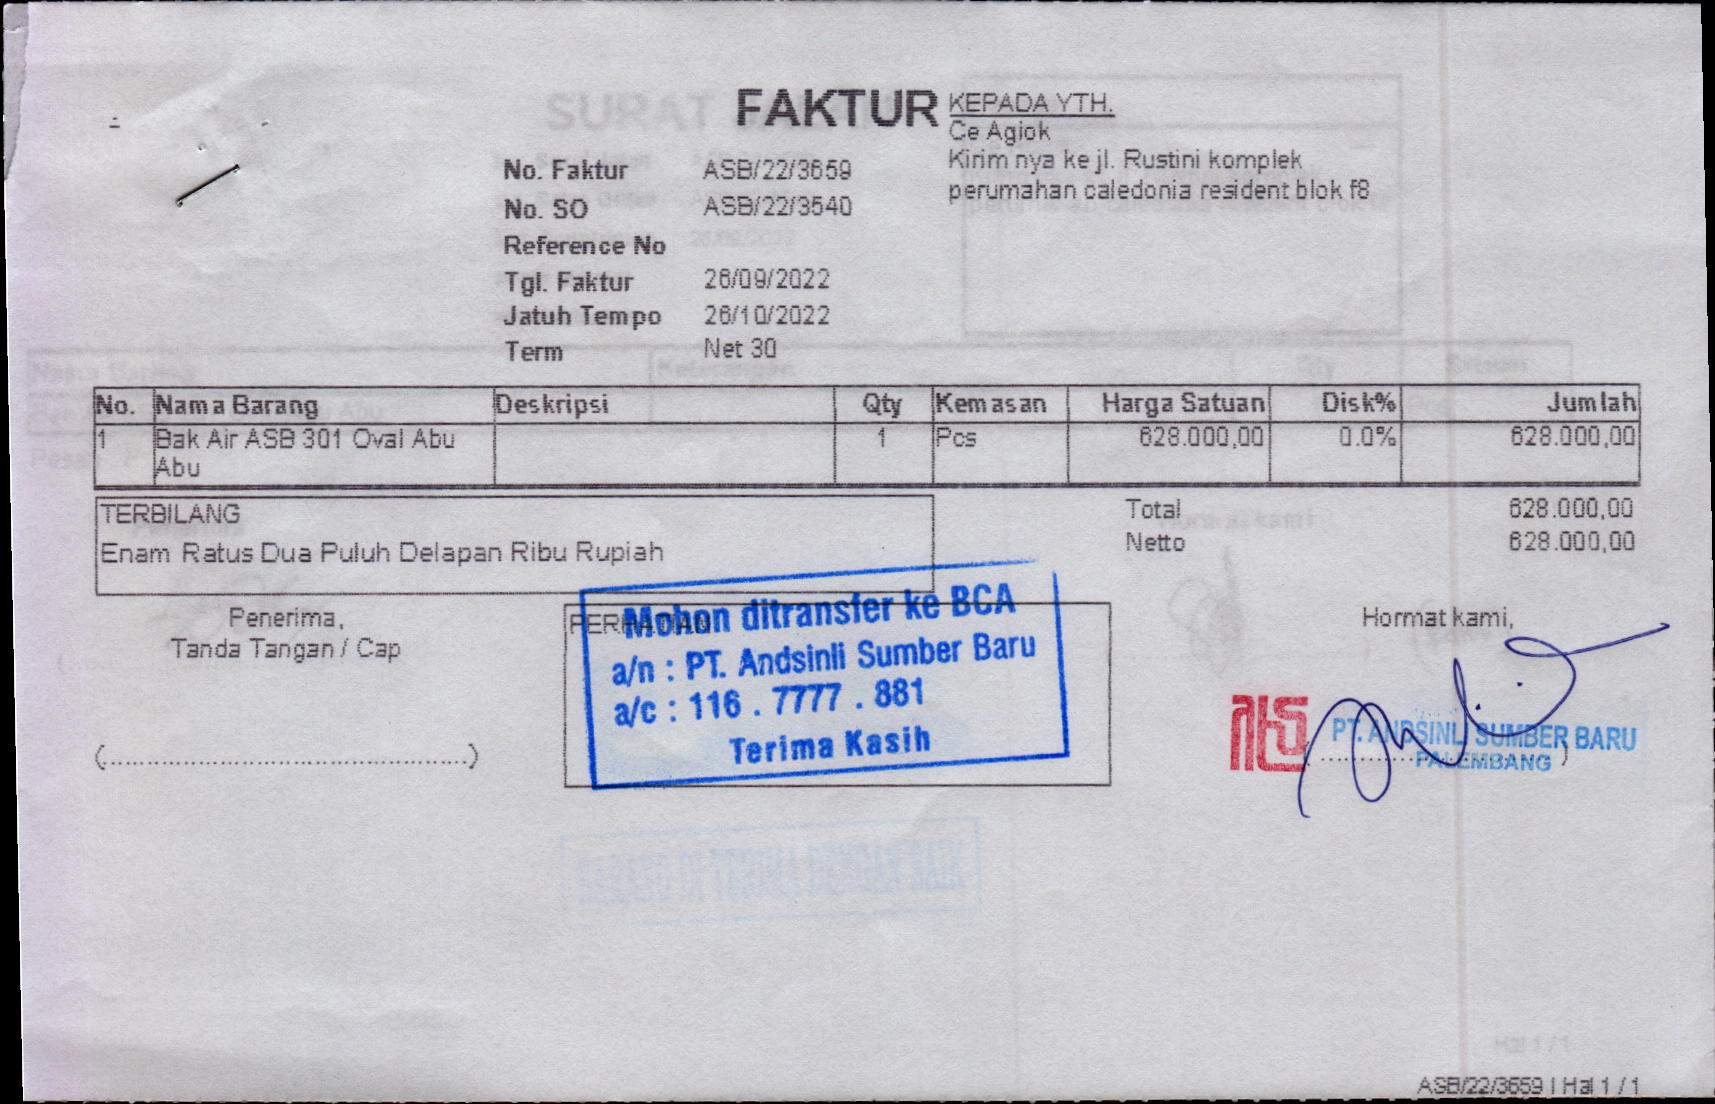 FAKTUR
No. Faktur ASB/22/3659
No. SO ASB/22/3540
Reference No
Tgl. Faktur 26/09/2022
Jatuh Tempo 26/10/2022
Term Net 30
KEPADA YTH.
Ce Agiok
Kirim nya ke jl. Rustini komplek
perumahan caledonia resident blok f8
No. Nama Barang Deskripsi Qty Kemasan Harga Satuan Disk% Jumlah
1 Bak Air ASB 301 Oval Abu 1 Pcs 628.000,00 0.0% 628.000,00
Abu
TERBILANG
Enam Ratus Dua Puluh Delapan Ribu Rupiah
Total 628.000,00
Netto 628.000,00
Penerima,
Tanda Tangan / Cap
(..............................................)
PERHATIAN
Mohon ditransfer ke BCA
a/n : PT. Andsinli Sumber Baru
a/c : 116 . 7777 . 881
Terima Kasih
Hormat kami,
PT. ANDSINLI SUMBER BARU
PALEMBANG
ASB/22/3659 | Hal 1 / 1